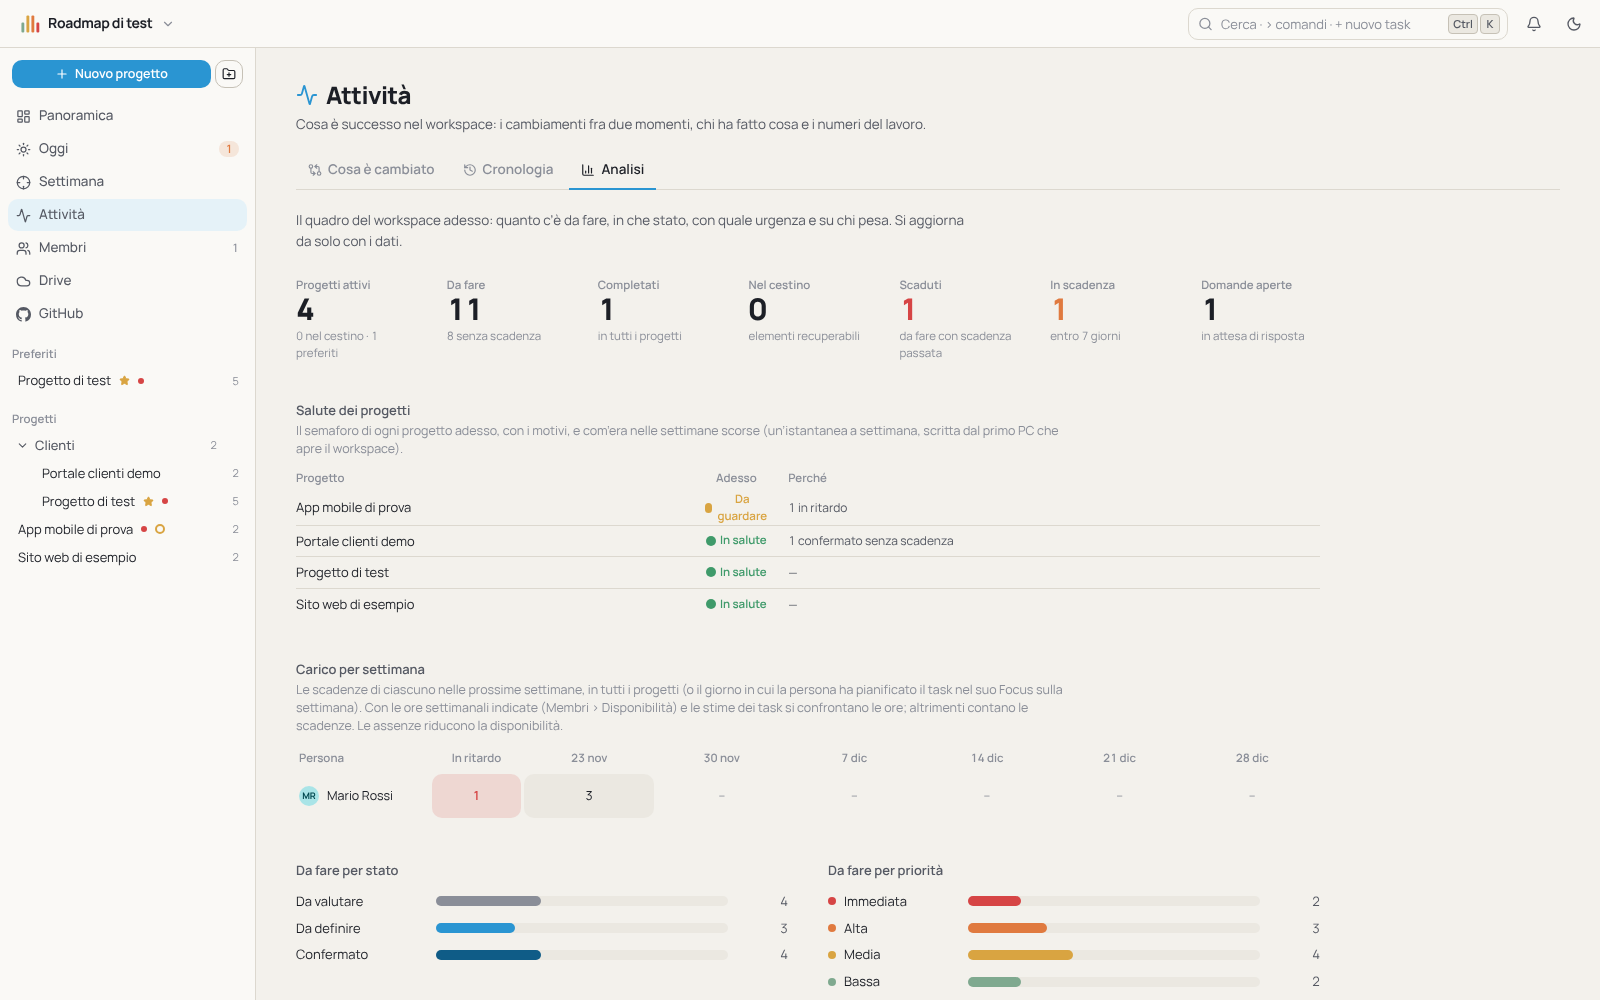 Roadmap di test
Cerca · › comandi · + nuovo task
Ctrl K
Nuovo progetto
Panoramica
Oggi 1
Settimana
Attività
Membri 1
Drive
GitHub
Preferiti
Progetto di test 5
Progetti
Clienti 2
Portale clienti demo 2
Progetto di test 5
App mobile di prova 2
Sito web di esempio 2
Attività
Cosa è successo nel workspace: i cambiamenti fra due momenti, chi ha fatto cosa e i numeri del lavoro.
Cosa è cambiato Cronologia Analisi
Il quadro del workspace adesso: quanto c'è da fare, in che stato, con quale urgenza e su chi pesa. Si aggiorna
da solo con i dati.
Progetti attivi
4
0 nel cestino · 1
preferiti
Da fare
11
8 senza scadenza
Completati
1
in tutti i progetti
Nel cestino
0
elementi recuperabili
Scaduti
1
da fare con scadenza
passata
In scadenza
1
entro 7 giorni
Domande aperte
1
in attesa di risposta
Salute dei progetti
Il semaforo di ogni progetto adesso, con i motivi, e com'era nelle settimane scorse (un'istantanea a settimana, scritta dal primo PC che
apre il workspace).
Progetto Adesso Perché
App mobile di prova Da guardare 1 in ritardo
Portale clienti demo In salute 1 confermato senza scadenza
Progetto di test In salute —
Sito web di esempio In salute —
Carico per settimana
Le scadenze di ciascuno nelle prossime settimane, in tutti i progetti (o il giorno in cui la persona ha pianificato il task nel suo Focus sulla
settimana). Con le ore settimanali indicate (Membri › Disponibilità) e le stime dei task si confrontano le ore; altrimenti contano le
scadenze. Le assenze riducono la disponibilità.
Persona In ritardo 23 nov 30 nov 7 dic 14 dic 21 dic 28 dic
MR Mario Rossi 1 3 – – – – –
Da fare per stato
Da valutare 4
Da definire 3
Confermato 4
Da fare per priorità
Immediata 2
Alta 3
Media 4
Bassa 2